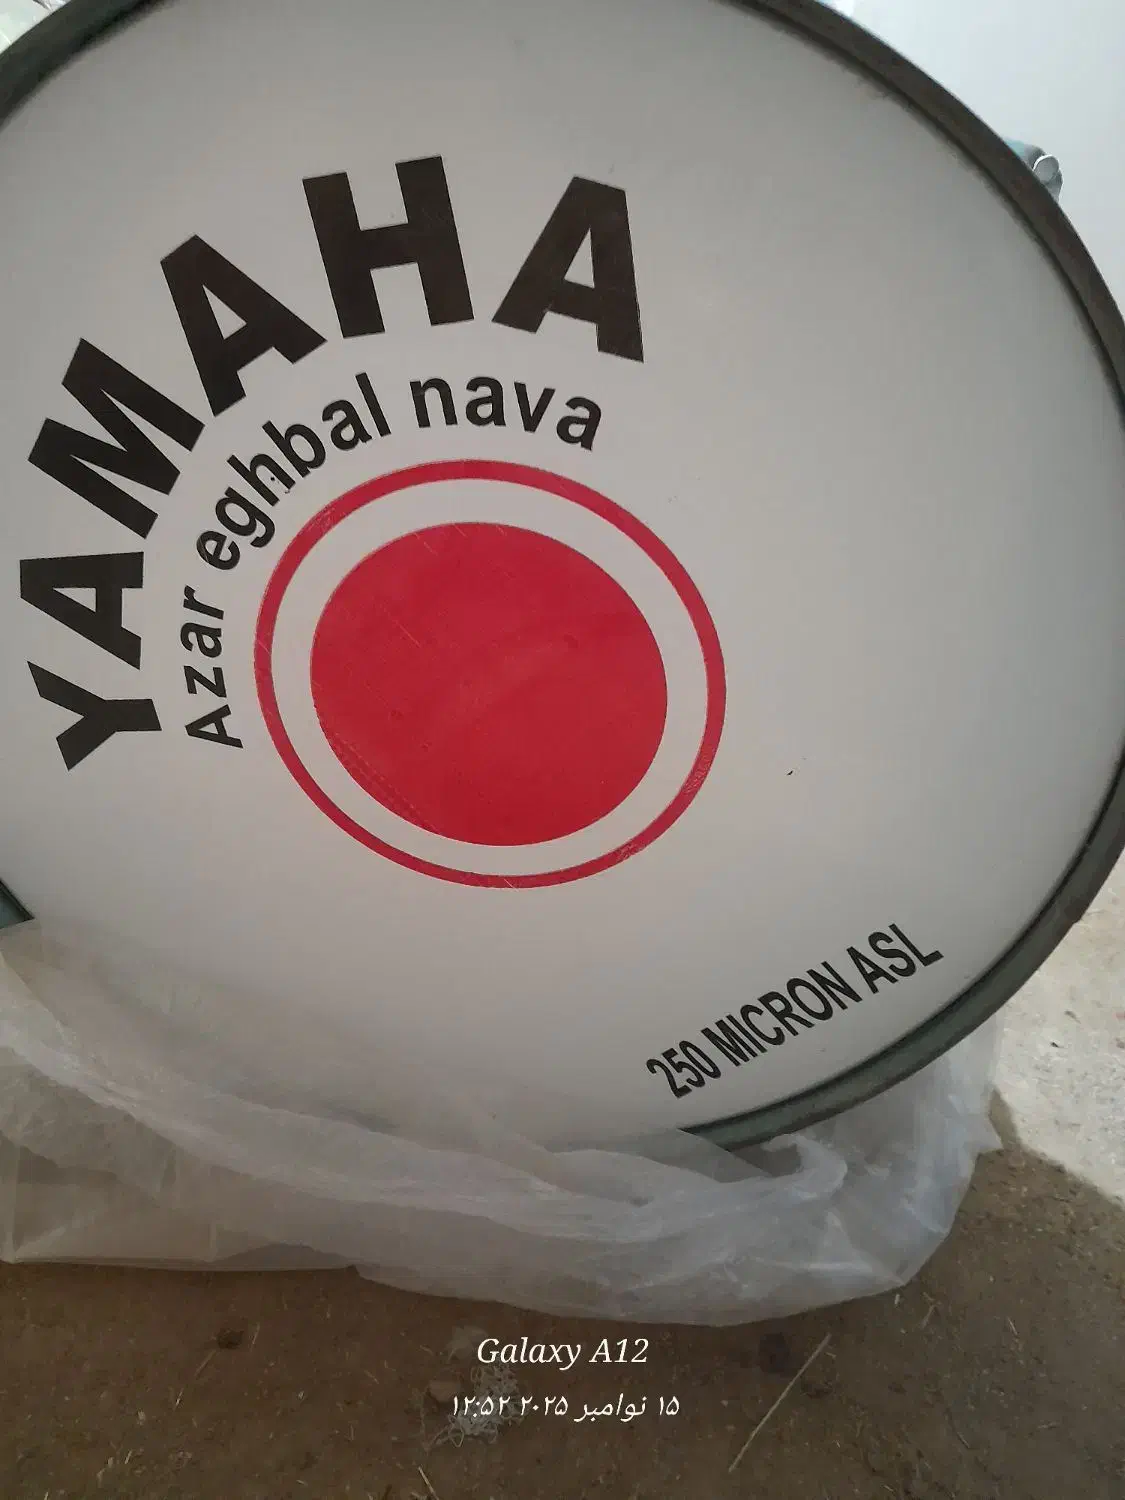 YAMAHA
Azar eghbal nava
250 MICRON ASL
Galaxy A12
۱۵ نوامبر ۲۰۲۵ ۱۲:۵۲